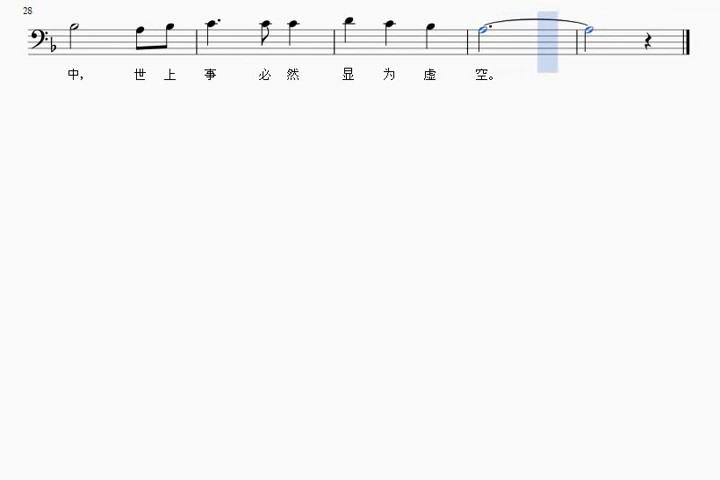 28
中, 世 上 事 必 然 显 为 虚 空。